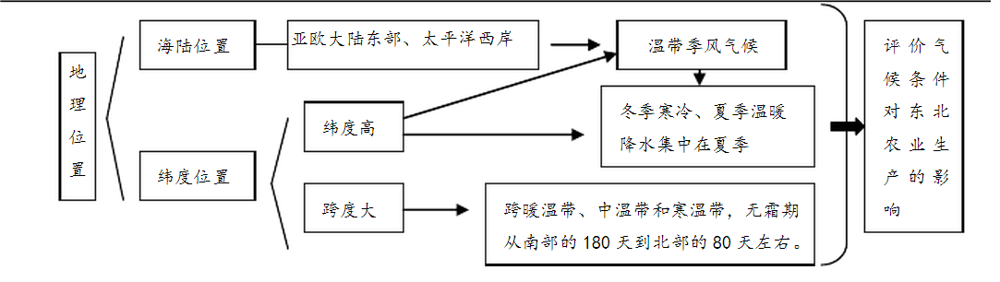 地
理
位
置
海陆位置
亚欧大陆东部、太平洋西岸
温带季风气候
纬度位置
纬度高
冬季寒冷、夏季温暖
降水集中在夏季
跨度大
跨暖温带、中温带和寒温带，无霜期
从南部的180天到北部的80天左右。
评价气
候条件
对东北
农业生
产的影
响